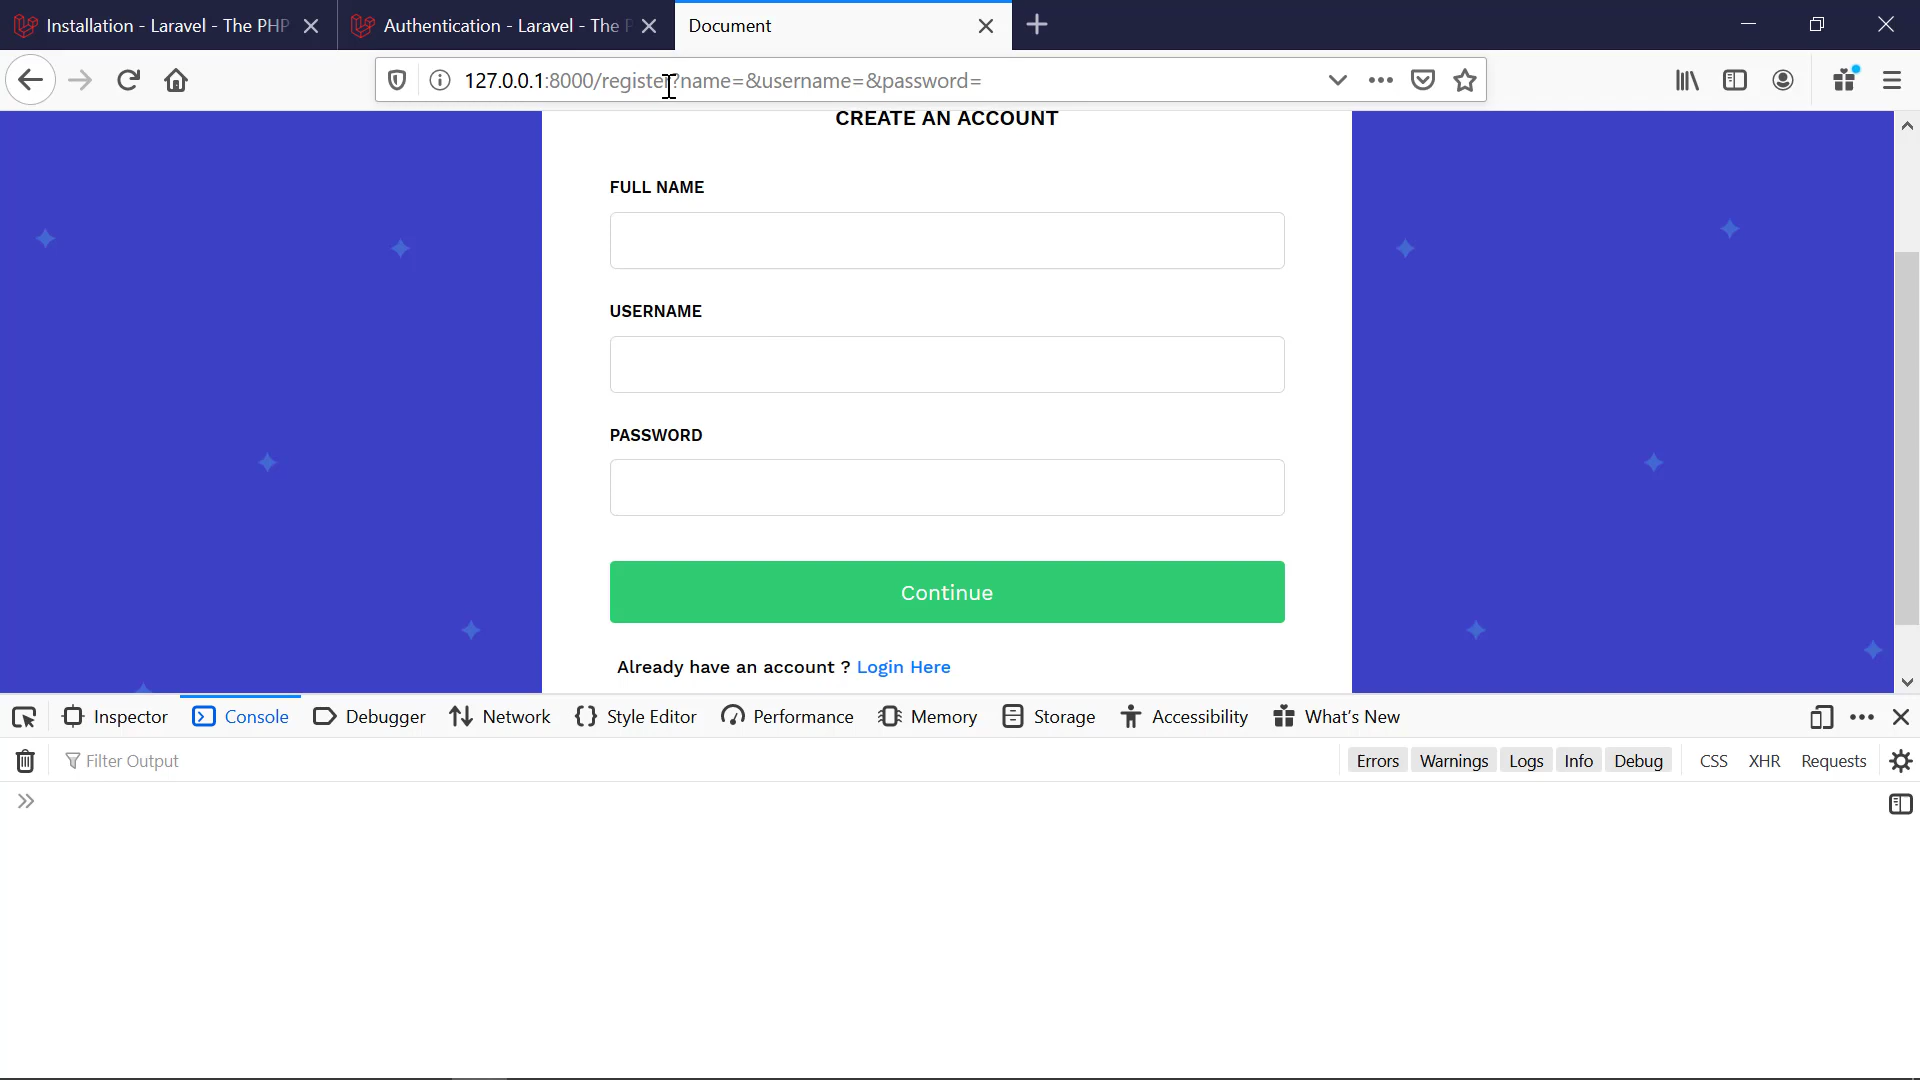 Installation - Laravel - The PHP
Authentication - Laravel - The P
Document
127.0.0.1:8000/register?name=&username=&password=
CREATE AN ACCOUNT
FULL NAME
USERNAME
PASSWORD
Continue
Already have an account ? Login Here
Inspector
Console
Debugger
Network
Style Editor
Performance
Memory
Storage
Accessibility
What's New
Filter Output
Errors
Warnings
Logs
Info
Debug
CSS
XHR
Requests